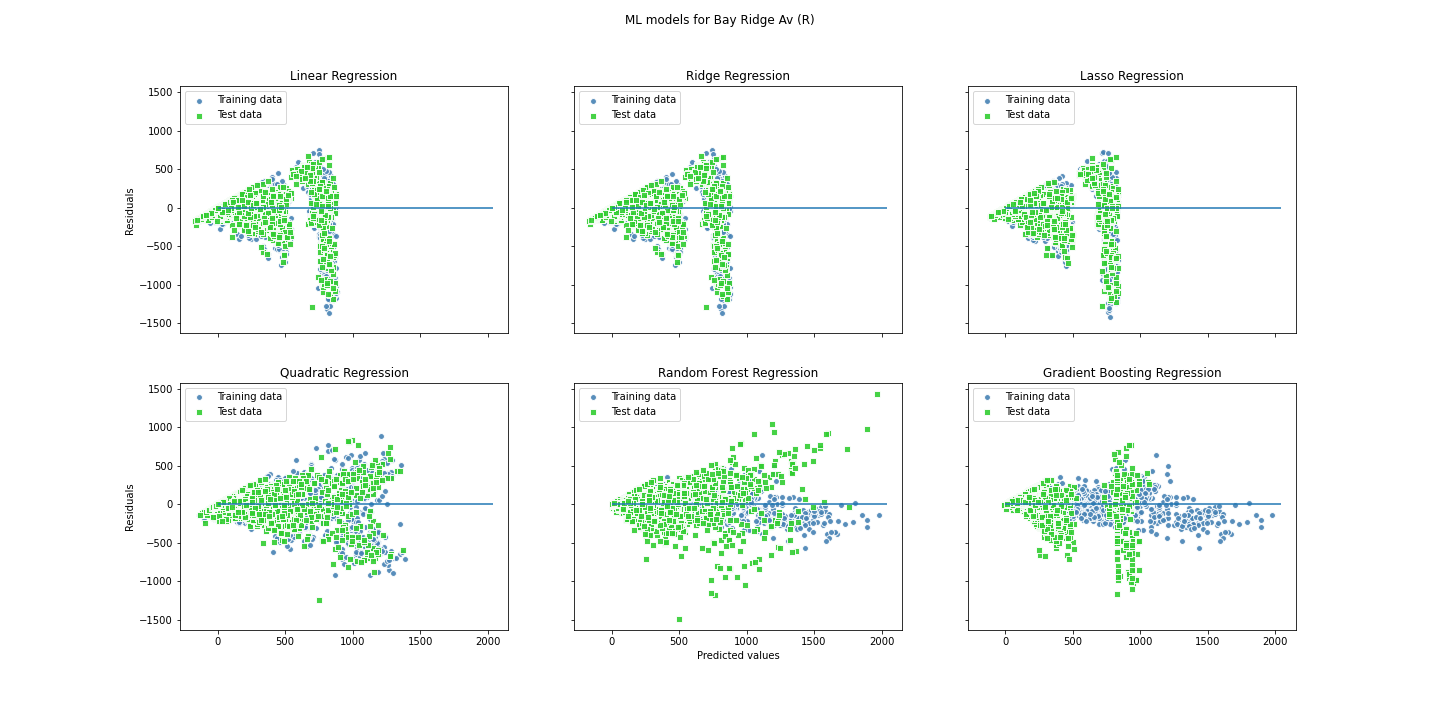 ML models for Bay Ridge Av (R)
Linear Regression
Training data
Test data
1500
1000
500
0
−500
−1000
−1500
Residuals
Ridge Regression
Training data
Test data
Lasso Regression
Training data
Test data
Quadratic Regression
Training data
Test data
1500
1000
500
0
−500
−1000
−1500
Residuals
0 500 1000 1500 2000
Random Forest Regression
Training data
Test data
0 500 1000 1500 2000
Predicted values
Gradient Boosting Regression
Training data
Test data
0 500 1000 1500 2000